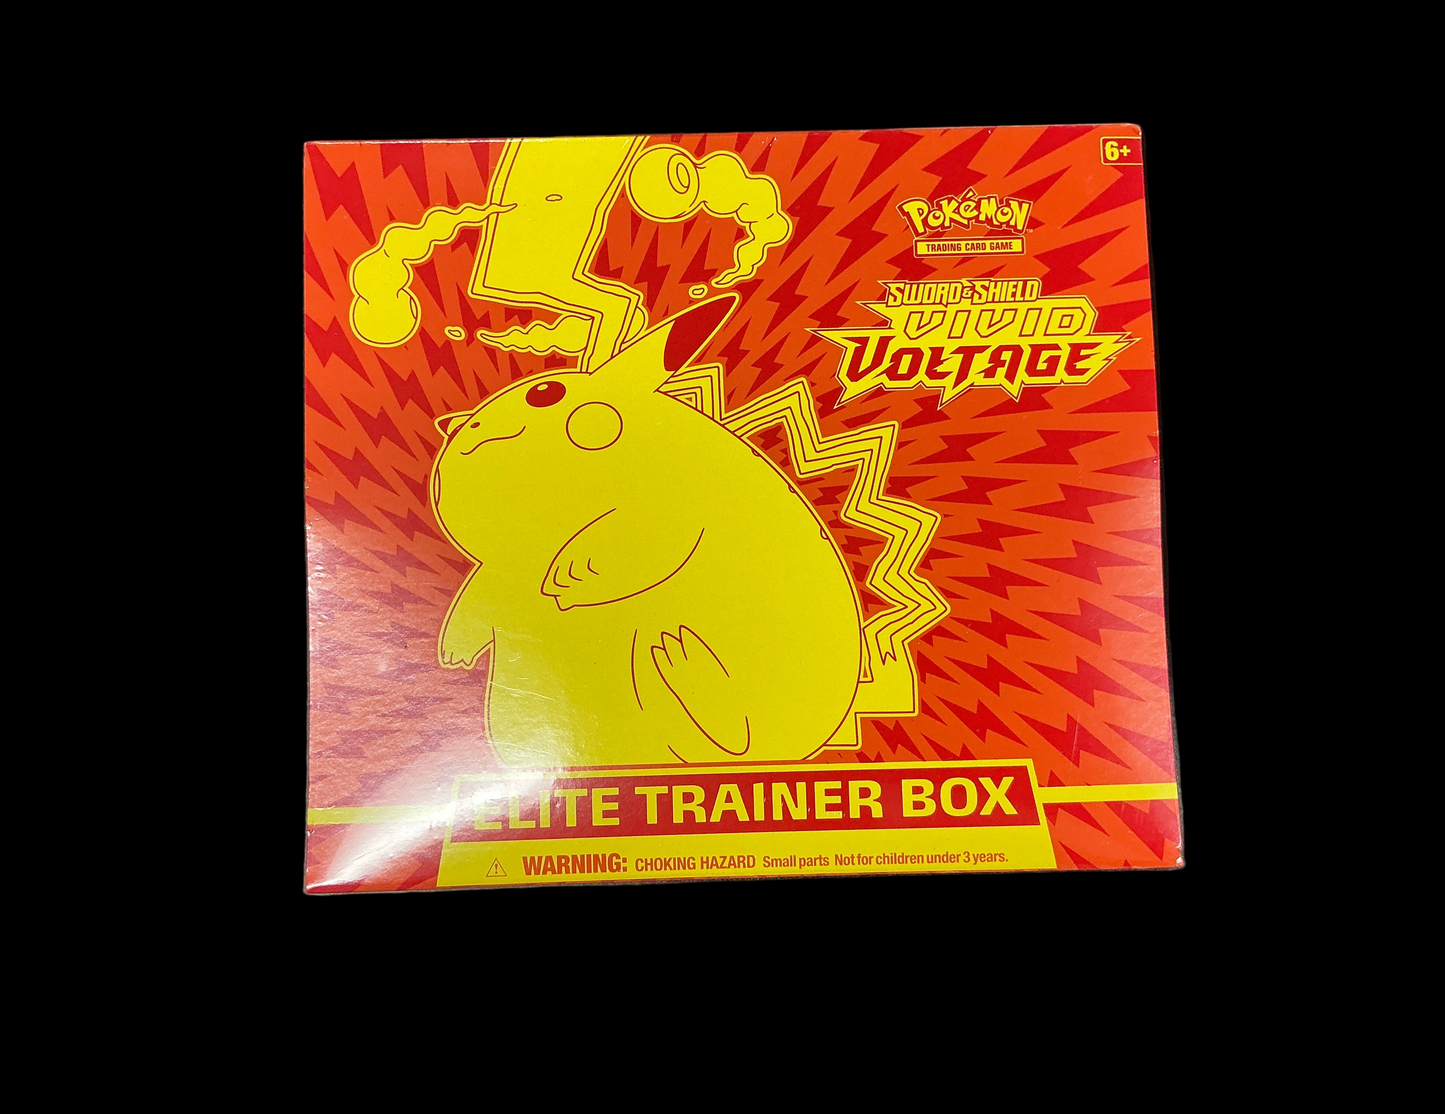 6+
POKéMON™
TRADING CARD GAME
SWORD & SHIELD
VIVID
VOLTAGE
ELITE TRAINER BOX
⚠ WARNING: CHOKING HAZARD Small parts Not for children under 3 years.